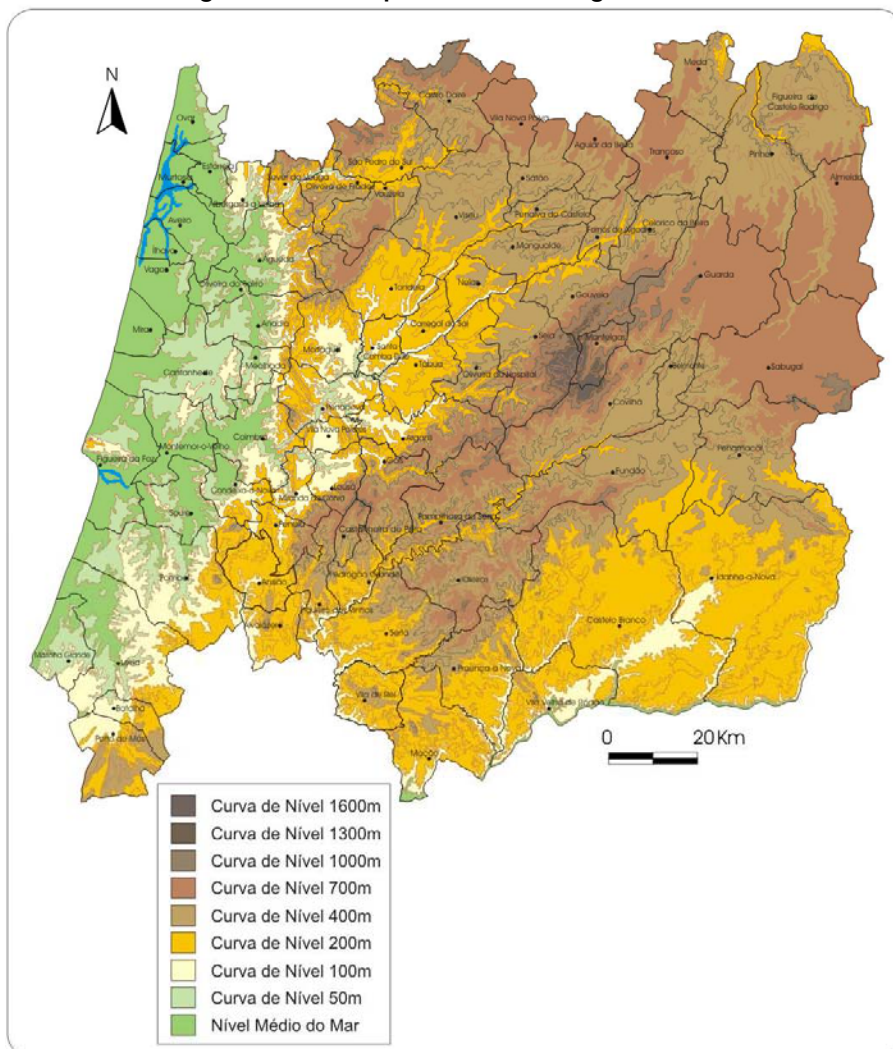 N
Meda
Figueira de
Castelo Rodrigo
Castro Daire
Ovar
Vila Nova Paiva
Aguiar da Beira
Trancoso
Pinhel
São Pedro do Sul
Estarreja
Murtosa
Sever do Vouga
Oliveira de Frades
Vouzela
Sátão
Almeida
Albergaria-a-Velha
Aveiro
Viseu
Penalva do Castelo
Celorico da Beira
Fornos de Algodres
Mangualde
Ílhavo
Águeda
Vagos
Guarda
Oliveira do Bairro
Tondela
Nelas
Gouveia
Mira
Anadia
Carregal do Sal
Seia
Manteigas
Mortágua
Santa
Comba Dão
Mealhada
Tábua
Oliveira do Hospital
Belmonte
Sabugal
Cantanhede
Covilhã
Penacova
Coimbra
Vila Nova Poiares
Arganil
Montemor-o-Velho
Penamacor
Figueira da Foz
Góis
Fundão
Condeixa-a-Nova
Lousã
Miranda do Corvo
Soure
Penela
Pampilhosa da Serra
Castanheira de Pera
Pombal
Ansião
Pedrógão Grande
Oleiros
Idanha-a-Nova
Figueiró dos Vinhos
Alvaiázere
Sertã
Castelo Branco
Marinha Grande
Leiria
Proença-a-Nova
Vila de Rei
Vila Velha de Ródão
Batalha
Porto de Mós
Mação
0 20 Km
Curva de Nível 1600m
Curva de Nível 1300m
Curva de Nível 1000m
Curva de Nível 700m
Curva de Nível 400m
Curva de Nível 200m
Curva de Nível 100m
Curva de Nível 50m
Nível Médio do Mar